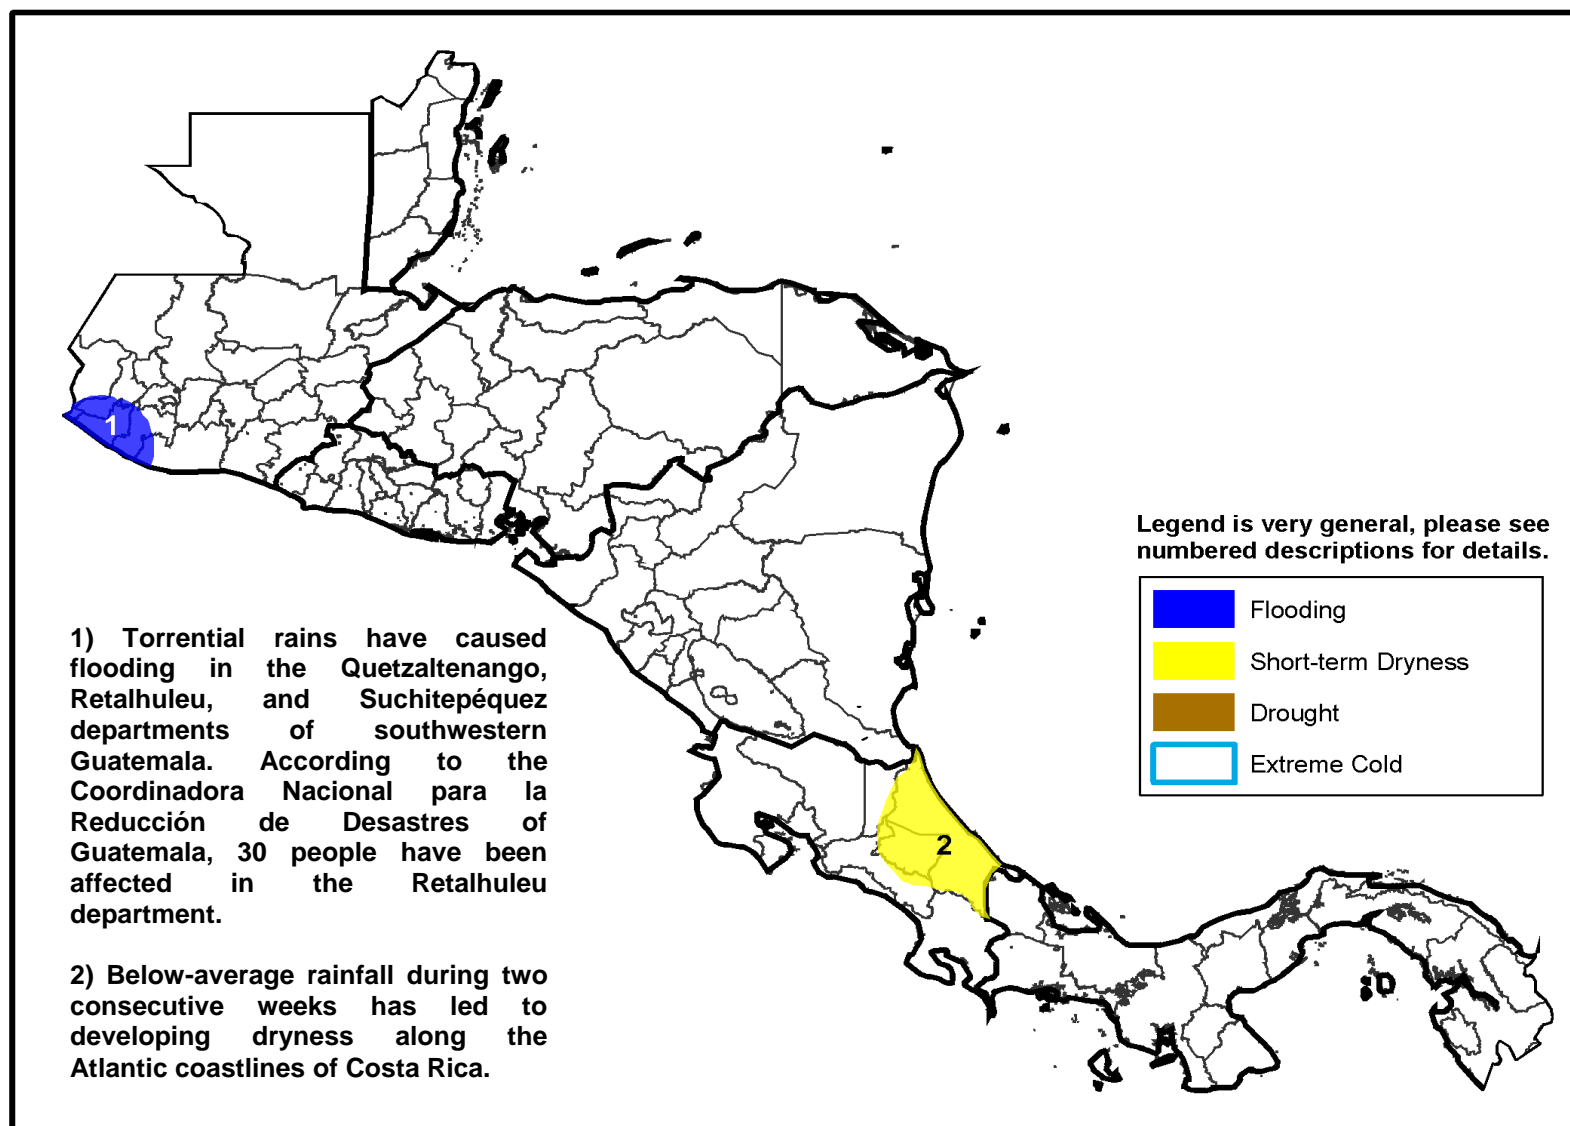 1
2
Legend is very general, please see
numbered descriptions for details.
Flooding
Short-term Dryness
Drought
Extreme Cold
1) Torrential rains have caused
flooding in the Quetzaltenango,
Retalhuleu, and Suchitepéquez
departments of southwestern
Guatemala. According to the
Coordinadora Nacional para la
Reducción de Desastres of
Guatemala, 30 people have been
affected in the Retalhuleu
department.
2) Below-average rainfall during two
consecutive weeks has led to
developing dryness along the
Atlantic coastlines of Costa Rica.